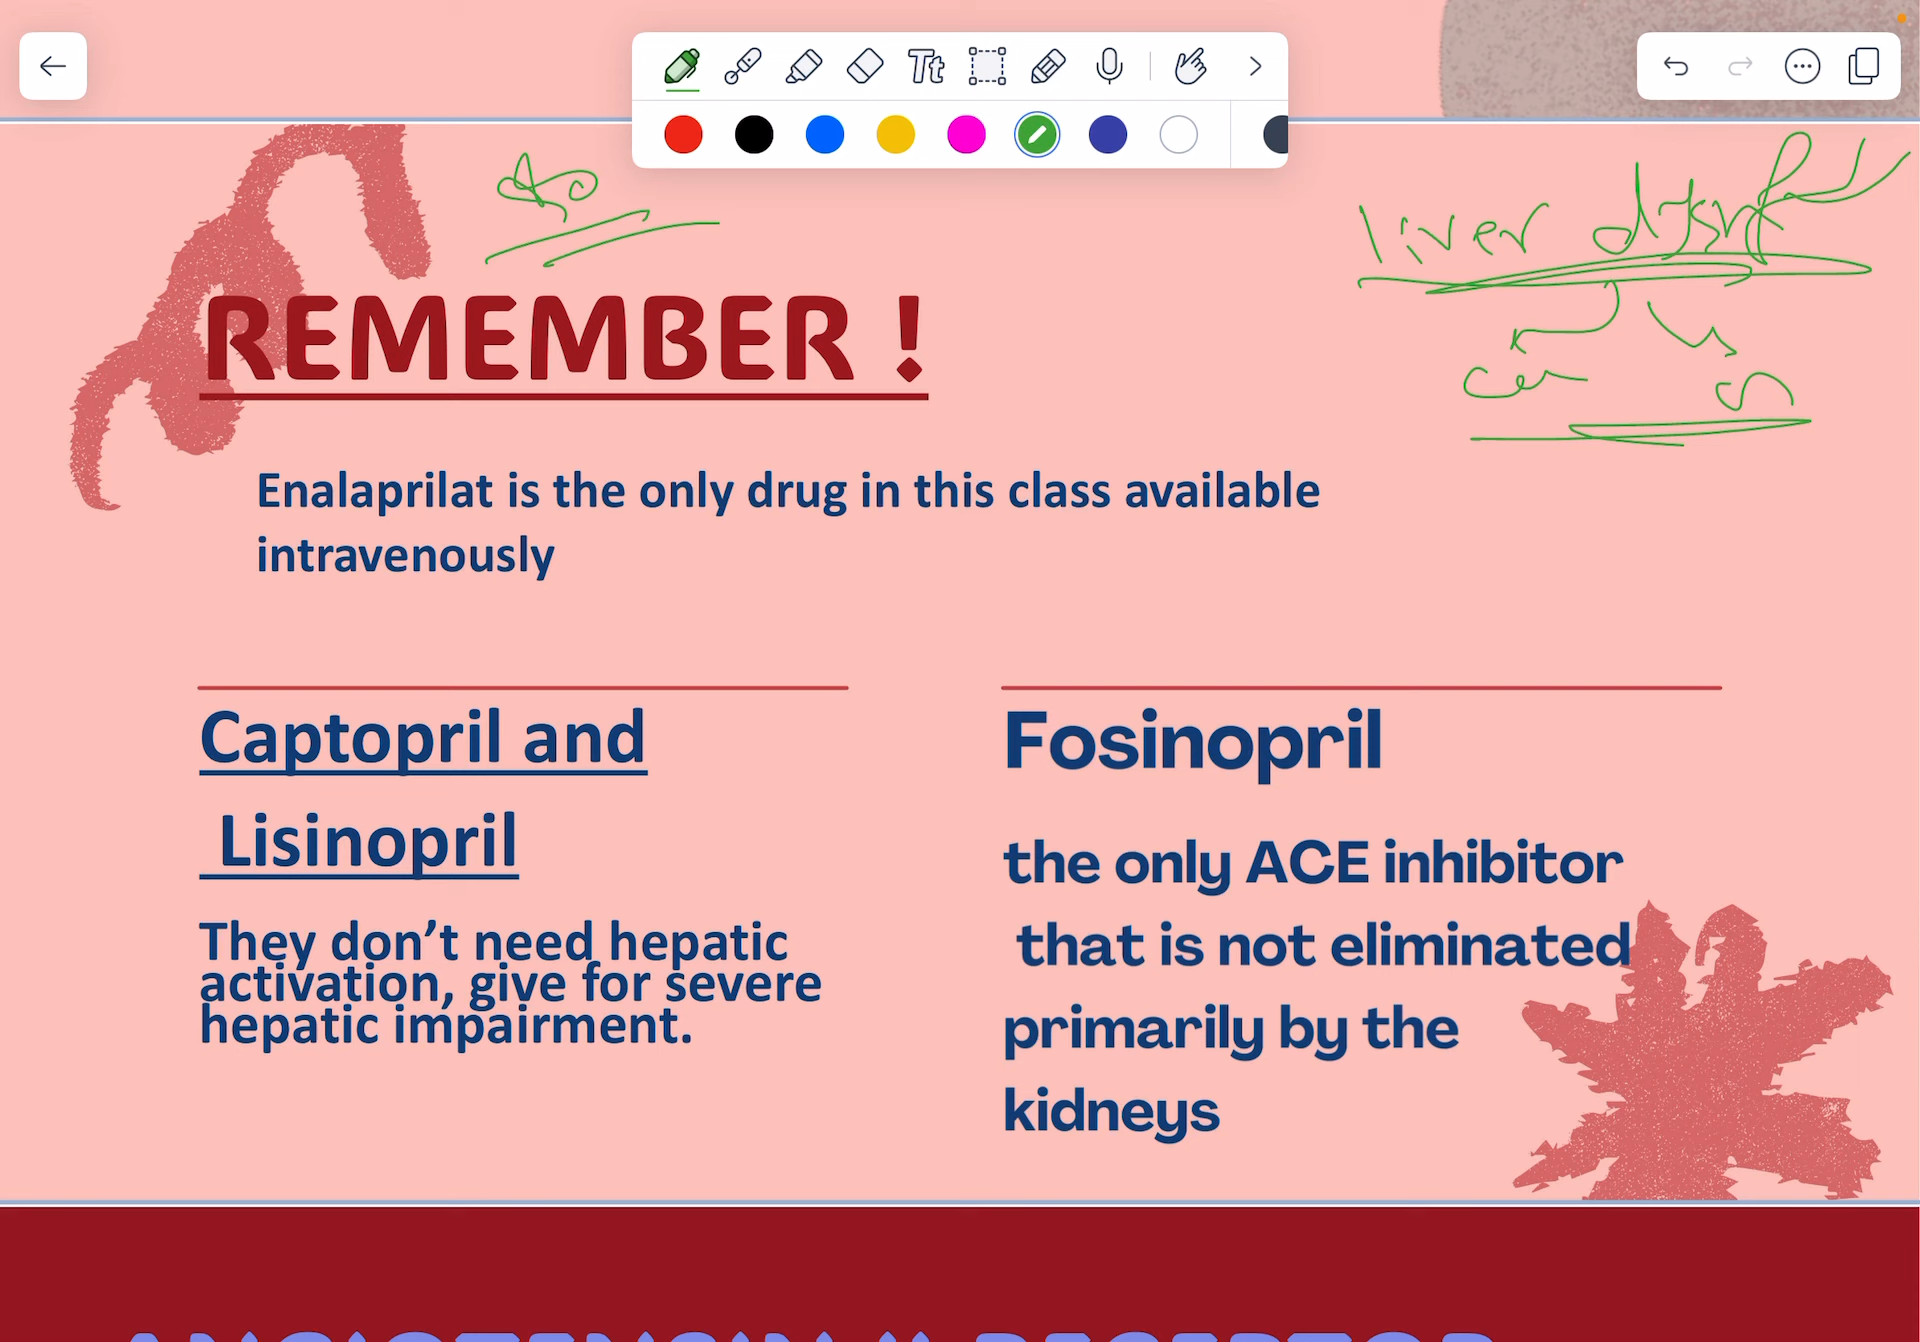 Tt
liver dysf
REMEMBER !
Enalaprilat is the only drug in this class available
intravenously
Captopril and
Lisinopril
They don't need hepatic
activation, give for severe
hepatic impairment.
Fosinopril
the only ACE inhibitor
that is not eliminated
primarily by the
kidneys